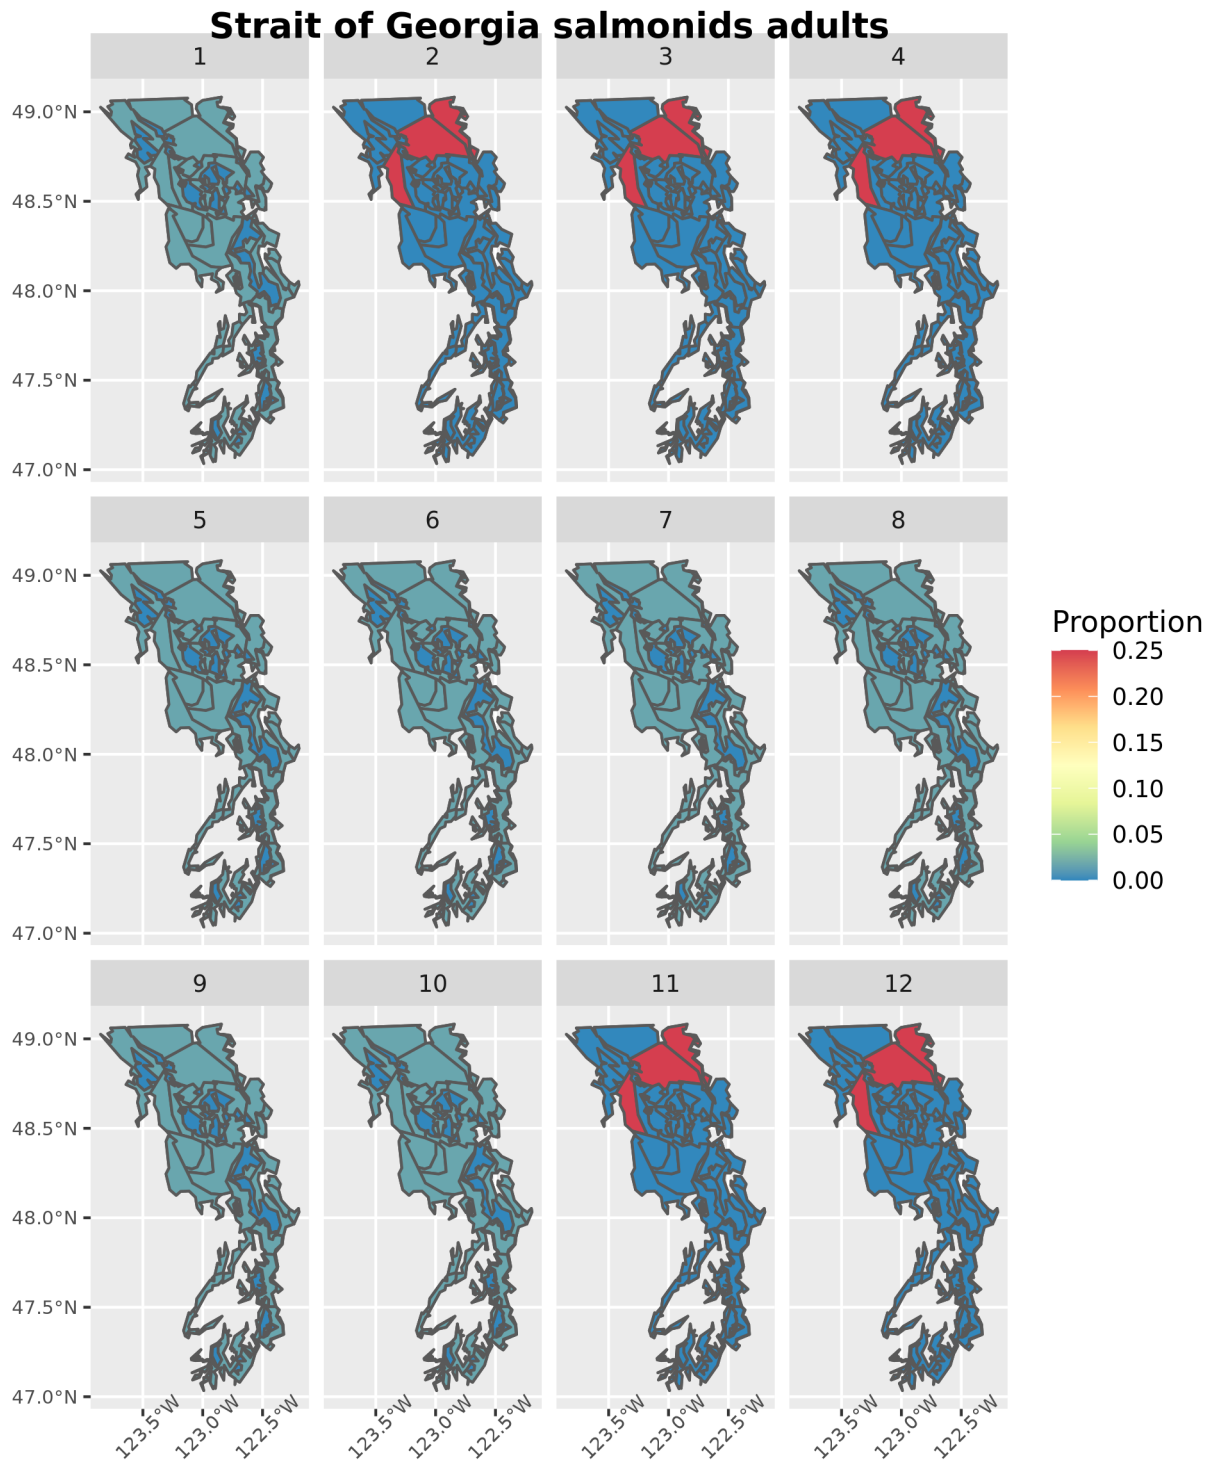 Strait of Georgia salmonids adults
1 2 3 4
49.0°N
48.5°N
48.0°N
47.5°N
47.0°N
5 6 7 8
49.0°N
48.5°N
48.0°N
47.5°N
47.0°N
Proportion
0.25
0.20
0.15
0.10
0.05
0.00
9 10 11 12
49.0°N
48.5°N
48.0°N
47.5°N
47.0°N
123.5°W 123.0°W 122.5°W 123.5°W 123.0°W 122.5°W 123.5°W 123.0°W 122.5°W 123.5°W 123.0°W 122.5°W